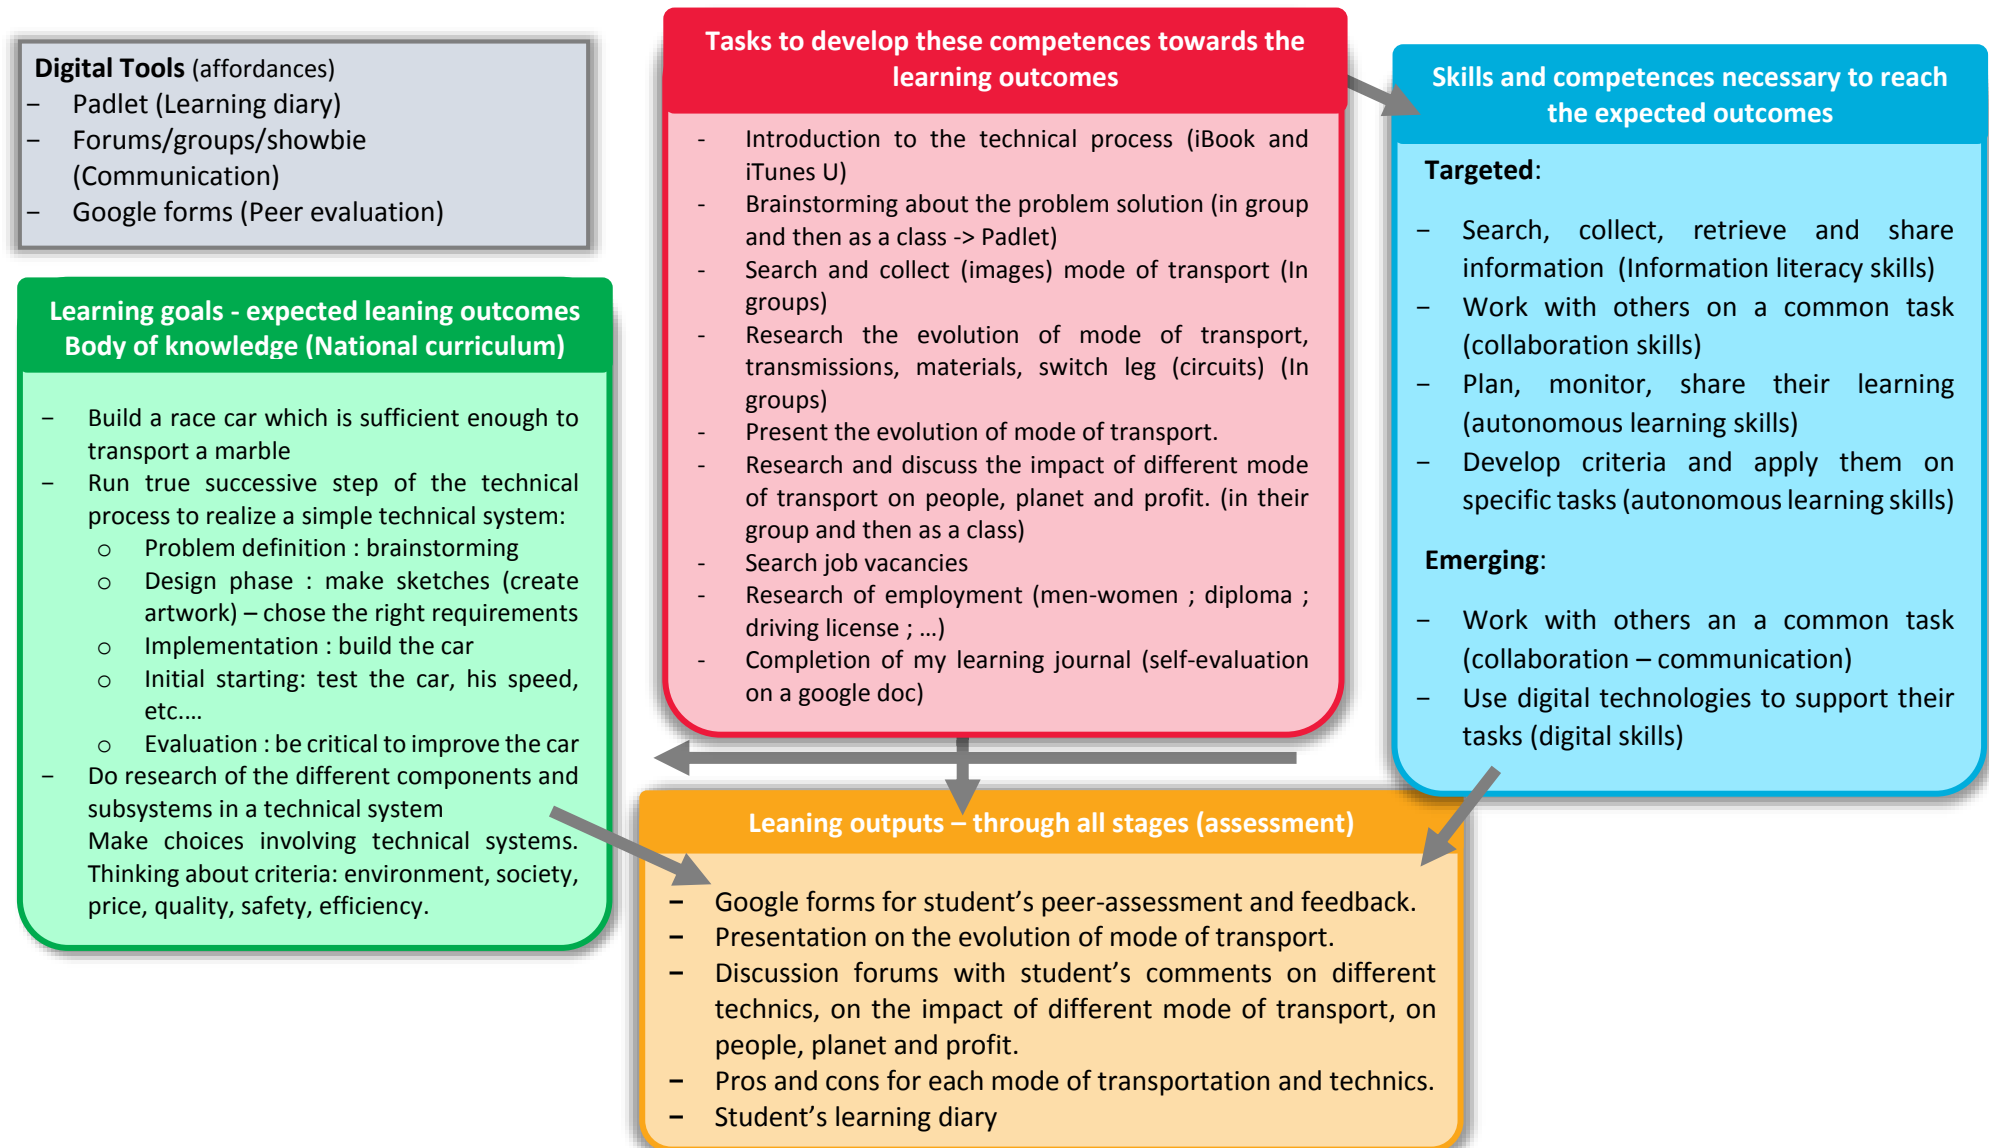 Digital Tools (affordances)
– Padlet (Learning diary)
– Forums/groups/showbie
(Communication)
– Google forms (Peer evaluation)
Learning goals - expected leaning outcomes
Body of knowledge (National curriculum)
– Build a race car which is sufficient enough to
transport a marble
– Run true successive step of the technical
process to realize a simple technical system:
o Problem definition : brainstorming
o Design phase : make sketches (create
artwork) – chose the right requirements
o Implementation : build the car
o Initial starting: test the car, his speed,
etc.…
o Evaluation : be critical to improve the car
– Do research of the different components and
subsystems in a technical system
Make choices involving technical systems.
Thinking about criteria: environment, society,
price, quality, safety, efficiency.
Tasks to develop these competences towards the
learning outcomes
- Introduction to the technical process (iBook and
iTunes U)
- Brainstorming about the problem solution (in group
and then as a class -> Padlet)
- Search and collect (images) mode of transport (In
groups)
- Research the evolution of mode of transport,
transmissions, materials, switch leg (circuits) (In
groups)
- Present the evolution of mode of transport.
- Research and discuss the impact of different mode
of transport on people, planet and profit. (in their
group and then as a class)
- Search job vacancies
- Research of employment (men-women ; diploma ;
driving license ; …)
- Completion of my learning journal (self-evaluation
on a google doc)
Skills and competences necessary to reach
the expected outcomes
Targeted:
– Search, collect, retrieve and share
information (Information literacy skills)
– Work with others on a common task
(collaboration skills)
– Plan, monitor, share their learning
(autonomous learning skills)
– Develop criteria and apply them on
specific tasks (autonomous learning skills)
Emerging:
– Work with others an a common task
(collaboration – communication)
– Use digital technologies to support their
tasks (digital skills)
Leaning outputs – through all stages (assessment)
– Google forms for student’s peer-assessment and feedback.
– Presentation on the evolution of mode of transport.
– Discussion forums with student’s comments on different
technics, on the impact of different mode of transport, on
people, planet and profit.
– Pros and cons for each mode of transportation and technics.
– Student’s learning diary